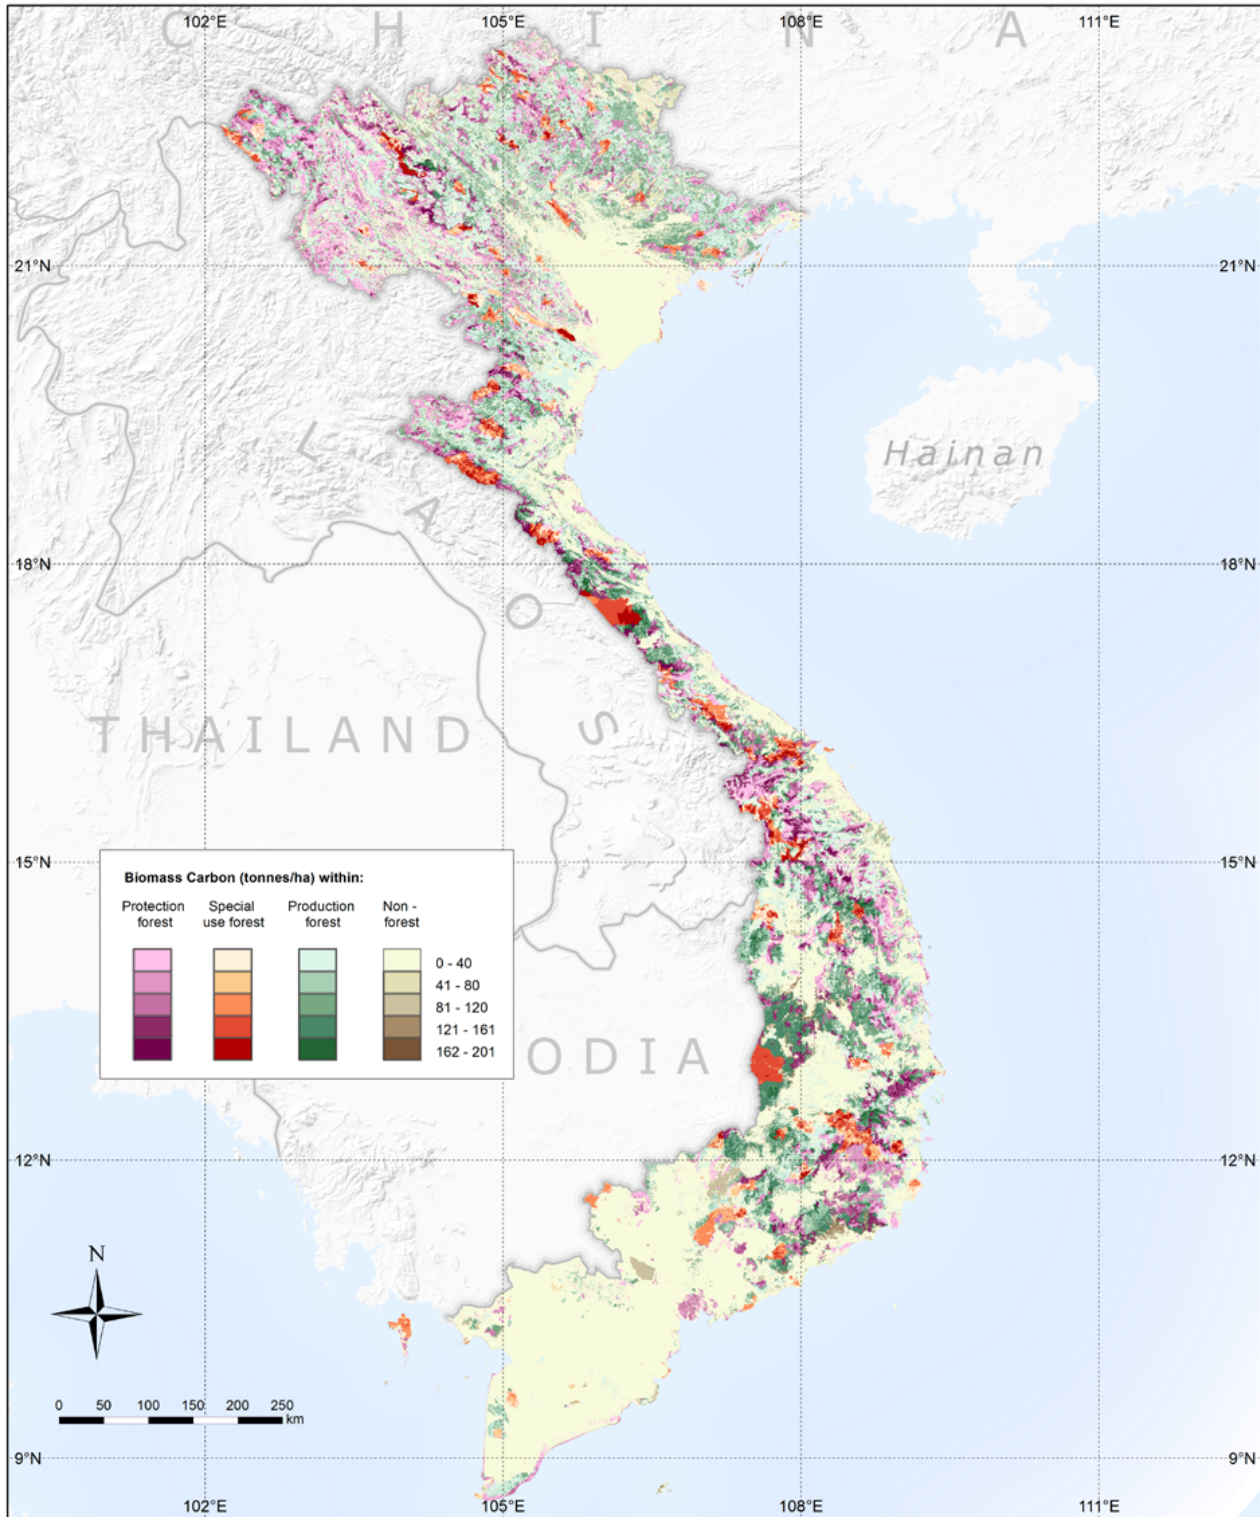 102°E 105°E 108°E 111°E
C H I N A
21°N 21°N
Hainan
L A O S
18°N 18°N
THAILAND
15°N 15°N
Biomass Carbon (tonnes/ha) within:
Protection Special Production Non -
forest use forest forest forest
0 - 40
41 - 80
81 - 120
121 - 161
162 - 201
ODIA
12°N 12°N
N
0 50 100 150 200 250
km
9°N 9°N
102°E 105°E 108°E 111°E